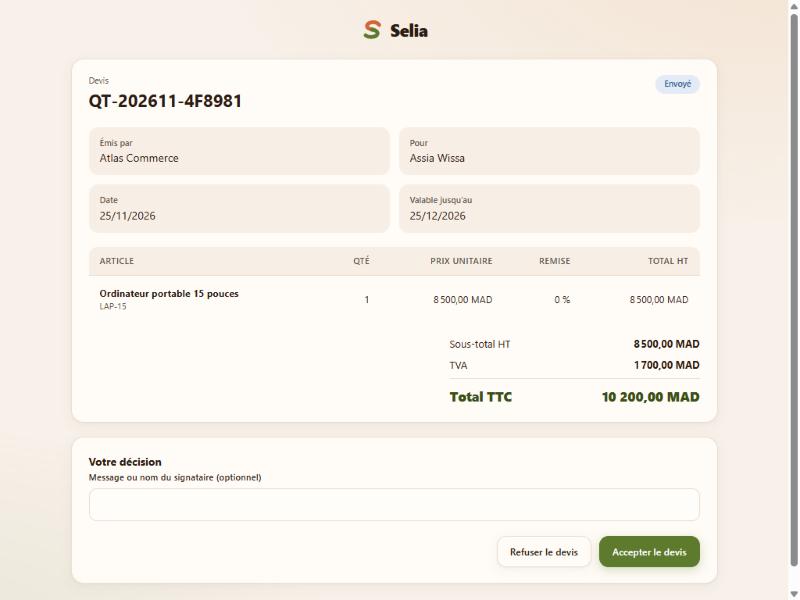 Selia
Devis
QT-202611-4F8981
Envoyé
Émis par
Atlas Commerce
Pour
Assia Wissa
Date
25/11/2026
Valable jusqu'au
25/12/2026
ARTICLE QTÉ PRIX UNITAIRE REMISE TOTAL HT
Ordinateur portable 15 pouces 1 8 500,00 MAD 0 % 8 500,00 MAD
LAP-15
Sous-total HT 8 500,00 MAD
TVA 1 700,00 MAD
Total TTC 10 200,00 MAD
Votre décision
Message ou nom du signataire (optionnel)
Refuser le devis Accepter le devis